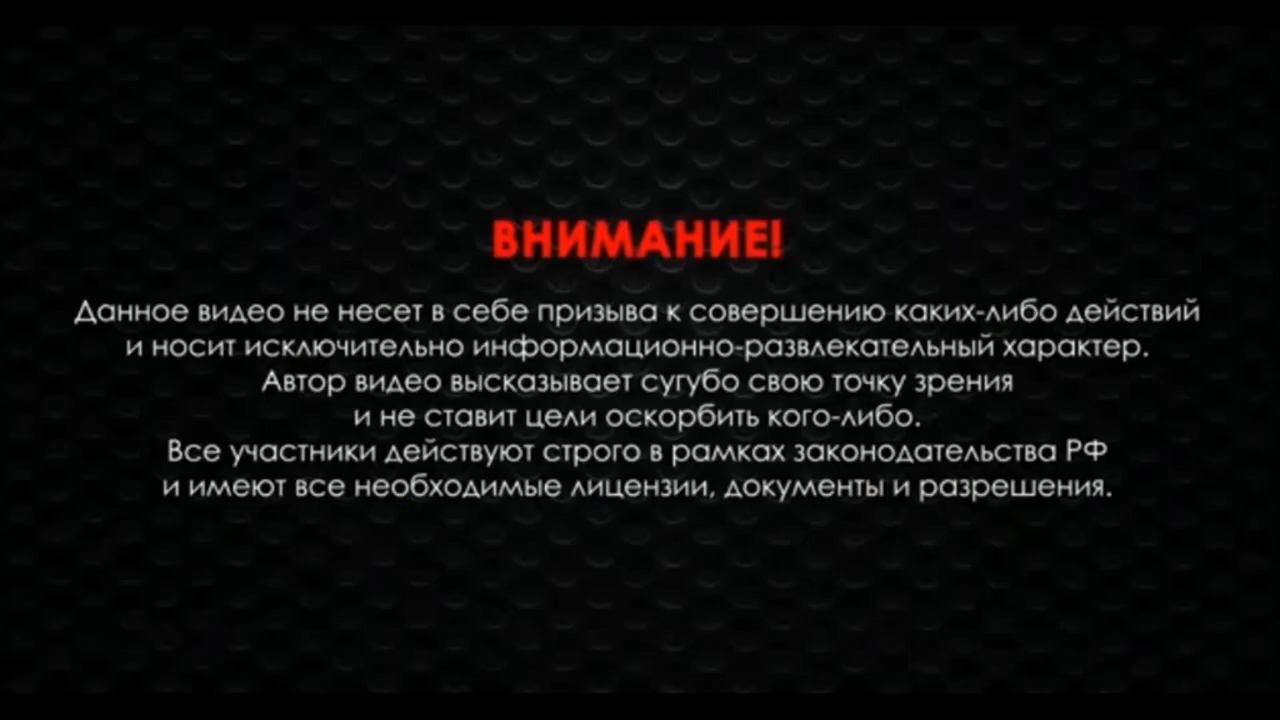 ВНИМАНИЕ!
Данное видео не несет в себе призыва к совершению каких-либо действий
и носит исключительно информационно-развлекательный характер.
Автор видео высказывает сугубо свою точку зрения
и не ставит цели оскорбить кого-либо.
Все участники действуют строго в рамках законодательства РФ
и имеют все необходимые лицензии, документы и разрешения.